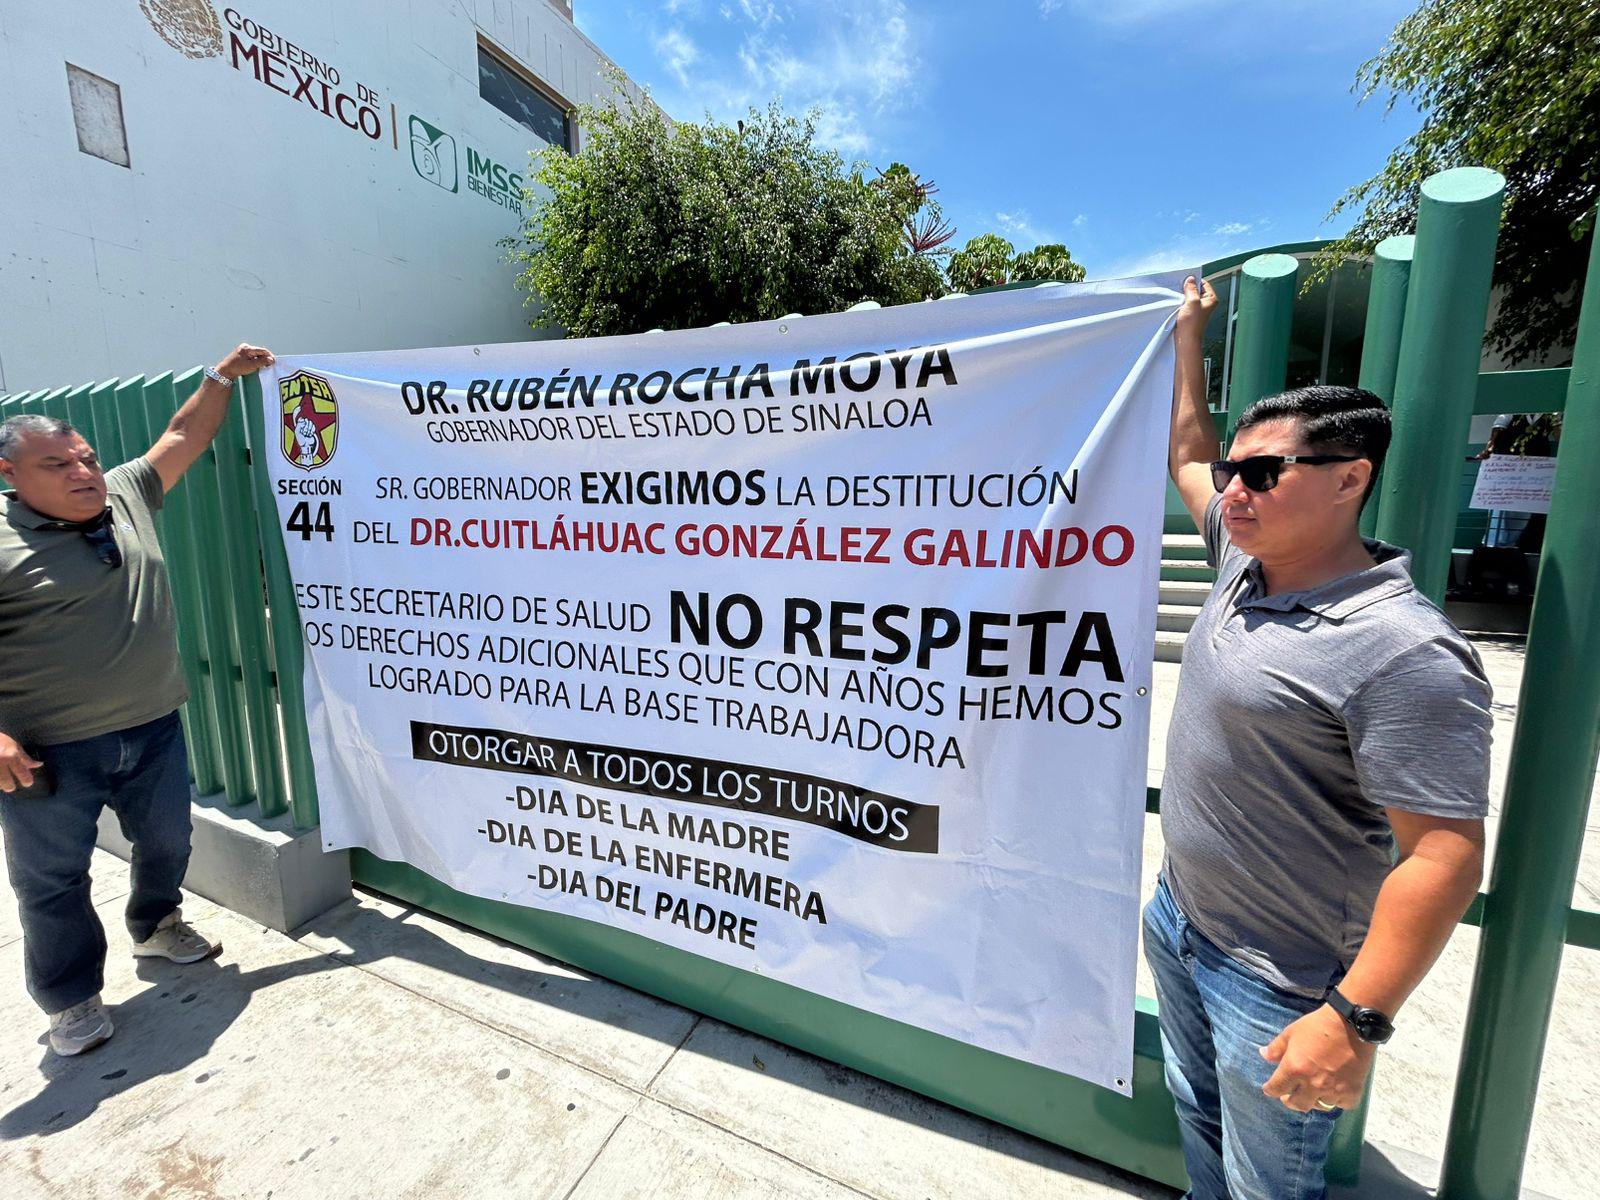 GOBIERNO DE
MÉXICO
IMSS
BIENESTAR
SNTSA
SECCIÓN
44
DR. RUBÉN ROCHA MOYA
GOBERNADOR DEL ESTADO DE SINALOA
SR. GOBERNADOR EXIGIMOS LA DESTITUCIÓN
DEL DR.CUITLÁHUAC GONZÁLEZ GALINDO
ESTE SECRETARIO DE SALUD NO RESPETA
OS DERECHOS ADICIONALES QUE CON AÑOS HEMOS
LOGRADO PARA LA BASE TRABAJADORA
OTORGAR A TODOS LOS TURNOS
-DIA DE LA MADRE
-DIA DE LA ENFERMERA
-DIA DEL PADRE